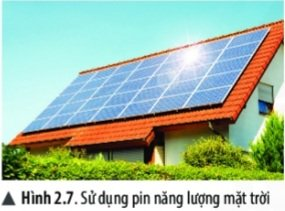 ▲ Hình 2.7. Sử dụng pin năng lượng mặt trời